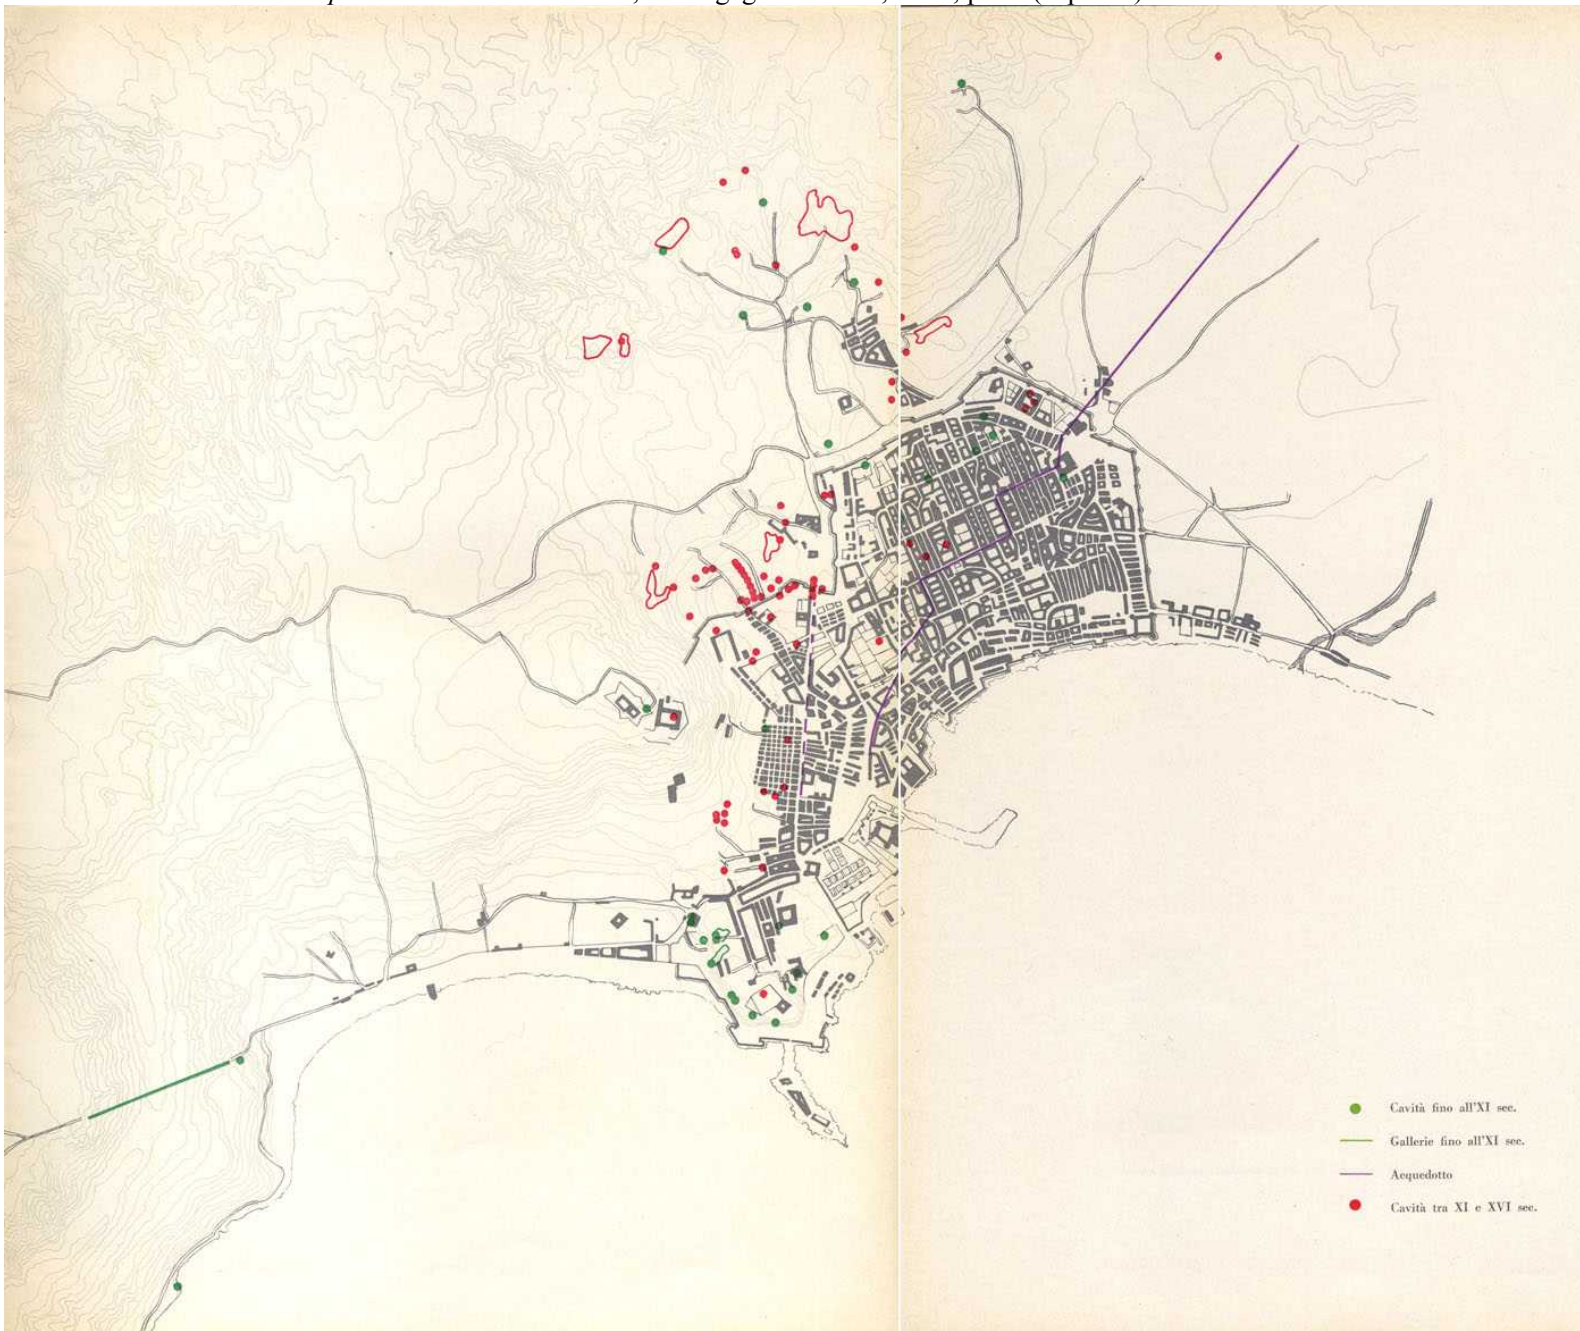 Cavità fino all'XI sec.
Gallerie fino all'XI sec.
Acquedotto
Cavità tra XI e XVI sec.